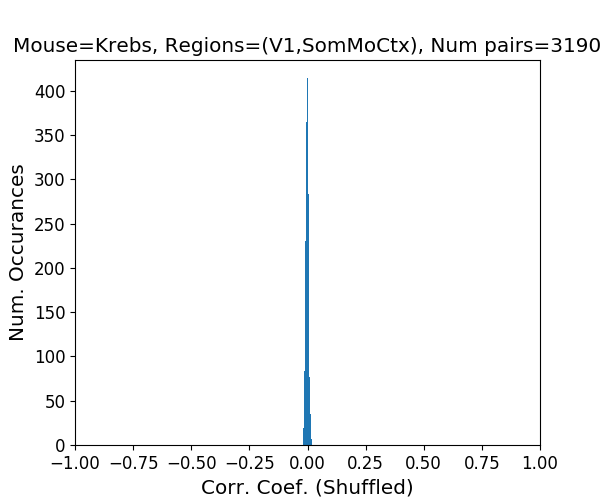 Mouse=Krebs, Regions=(V1,SomMoCtx), Num pairs=3190
400
350
300
250
200
150
100
50
0
Num. Occurances
−1.00 −0.75 −0.50 −0.25 0.00 0.25 0.50 0.75 1.00
Corr. Coef. (Shuffled)